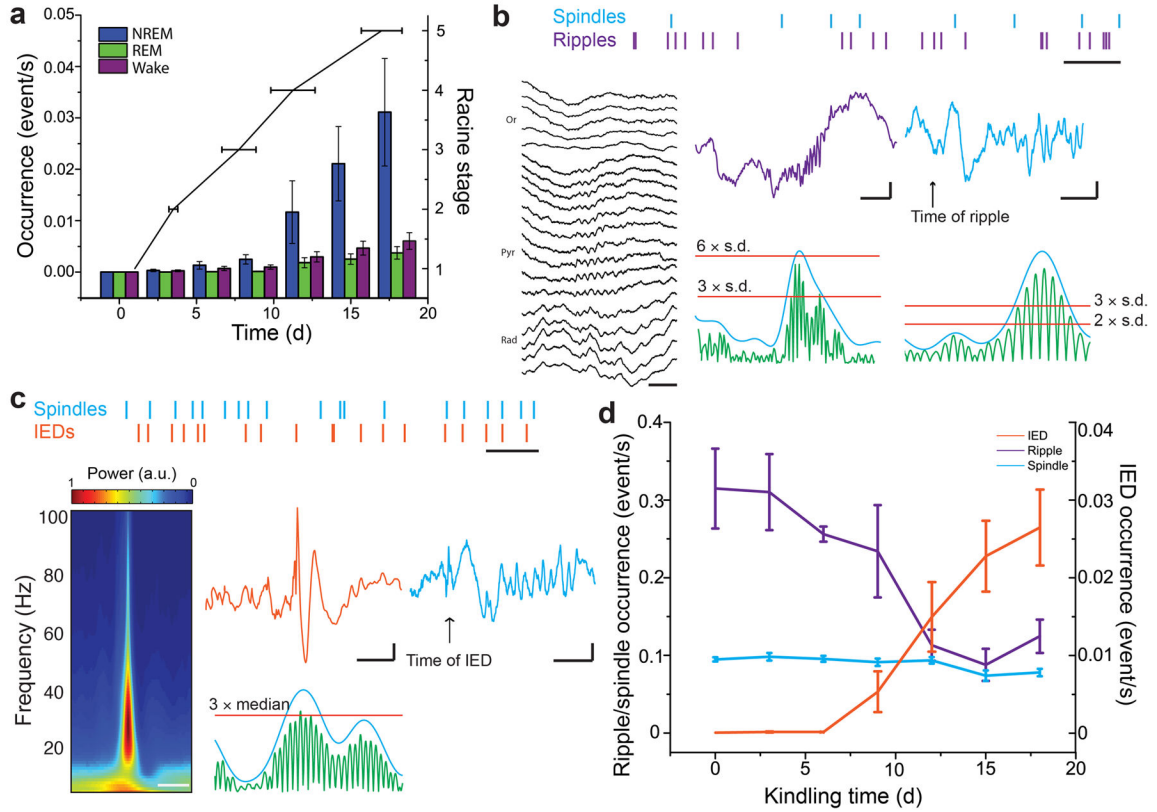 a
NREM
REM
Wake
Occurrence (event/s)
0.05
0.04
0.03
0.02
0.01
0.00
0
5
10
15
20
Time (d)
5
4
3
2
1
Racine stage
b
Spindles
Ripples
Or
Pyr
Rad
Time of ripple
6 × s.d.
3 × s.d.
3 × s.d.
2 × s.d.
c
Spindles
IEDs
Power (a.u.)
1
0
Frequency (Hz)
100
80
60
40
20
Time of IED
3 × median
d
IED
Ripple
Spindle
Ripple/spindle occurrence (event/s)
0.4
0.3
0.2
0.1
0
0
5
10
15
20
Kindling time (d)
0.04
0.03
0.02
0.01
0
IED occurrence (event/s)